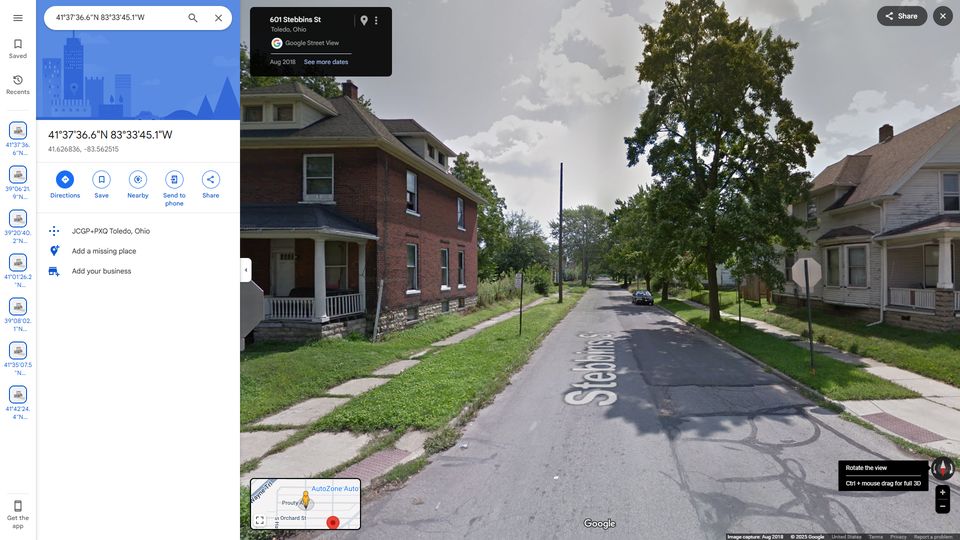 41°37'36.6"N 83°33'45.1"W
Saved
Recents
41°37'36.
6"N...
39°06'21.
9"N...
39°20'40.
2"N...
41°01'26.2
"N...
39°08'02.
1"N...
41°35'07.5
"N...
41°42'24.
4"N...
Get the
app
41°37'36.6"N 83°33'45.1"W
41.626836, -83.562515
Directions
Save
Nearby
Send to
phone
Share
JCGP+PXQ Toledo, Ohio
Add a missing place
Add your business
601 Stebbins St
Toledo, Ohio
Google Street View
Aug 2018 See more dates
Share
Stebbins S
AutoZone Auto
Prouty A
Orchard St
Rotate the view
Ctrl + mouse drag for full 3D
Google
Image capture: Aug 2018 © 2025 Google United States Terms Privacy Report a problem